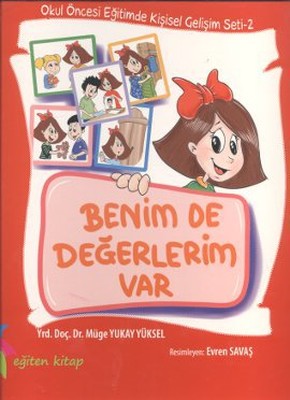 Okul Öncesi Eğitimde Kişisel Gelişim Seti-2
BENİM DE
DEĞERLERİM
VAR
Yrd. Doç. Dr. Müge YUKAY YÜKSEL
Resimleyen: Evren SAVAŞ
eğiten kitap